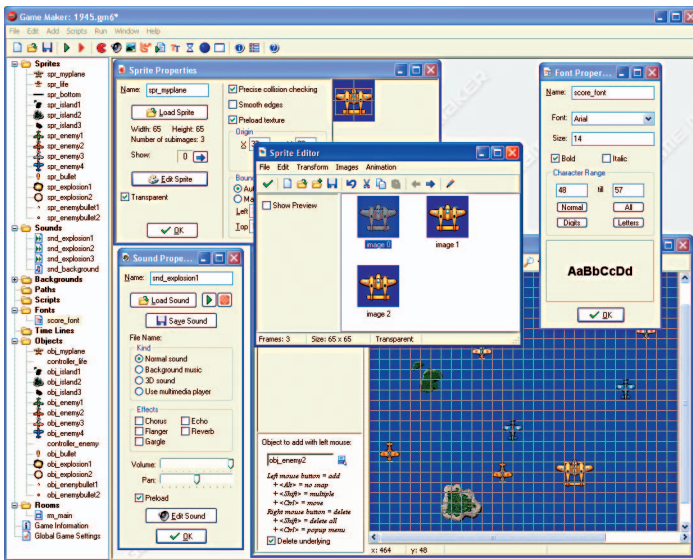 Game Maker: 1945.gm6*
File Edit Add Scripts Run Window Help
Sprites
spr_myplane
spr_life
spr_bottom
spr_island1
spr_island2
spr_island3
spr_enemy1
spr_enemy2
spr_enemy3
spr_enemy4
spr_bullet
spr_explosion1
spr_explosion2
spr_enemybullet1
spr_enemybullet2
Sounds
snd_explosion1
snd_explosion2
snd_explosion3
snd_background
Backgrounds
Paths
Scripts
Fonts
score_font
Time Lines
Objects
obj_myplane
controller_life
obj_island1
obj_island2
obj_island3
obj_enemy1
obj_enemy2
obj_enemy3
obj_enemy4
controller_enemy
obj_bullet
obj_explosion1
obj_explosion2
obj_enenybullet1
obj_enemybullet2
Rooms
rm_main
Game Information
Global Game Settings
Sprite Properties
Name: spr_myplane
Load Sprite
Width: 65 Height: 65
Number of subimages: 3
Show: 0
Edit Sprite
Transparent
OK
Precise collision checking
Smooth edges
Preload texture
Origin
X
Left
Top
Sound Prope...
Name: snd_explosion1
Load Sound
Save Sound
File Name:
Kind
Normal sound
Background music
3D sound
Use multimedia player
Effects
Chorus Echo
Flanger Reverb
Gargle
Volume:
Pan:
Preload
Edit Sound
OK
Sprite Editor
File Edit Transform Images Animation
Show Preview
image 0
image 1
image 2
Frames: 3 Size: 65 x 65 Transparent
Object to add with left mouse:
obj_enemy2
Left mouse button = add
+ <Alt> = no snap
+ <Shift> = multiple
+ <Ctrl> = move
Right mouse button = delete
+ <Shift> = delete all
+ <Ctrl> = popup menu
Delete underlying
x: 464 y: 48
Font Proper...
Name: score_font
Font: Arial
Size: 14
Bold Italic
Character Range
48 till 57
Normal All
Digits Letters
AaBbCcDd
OK